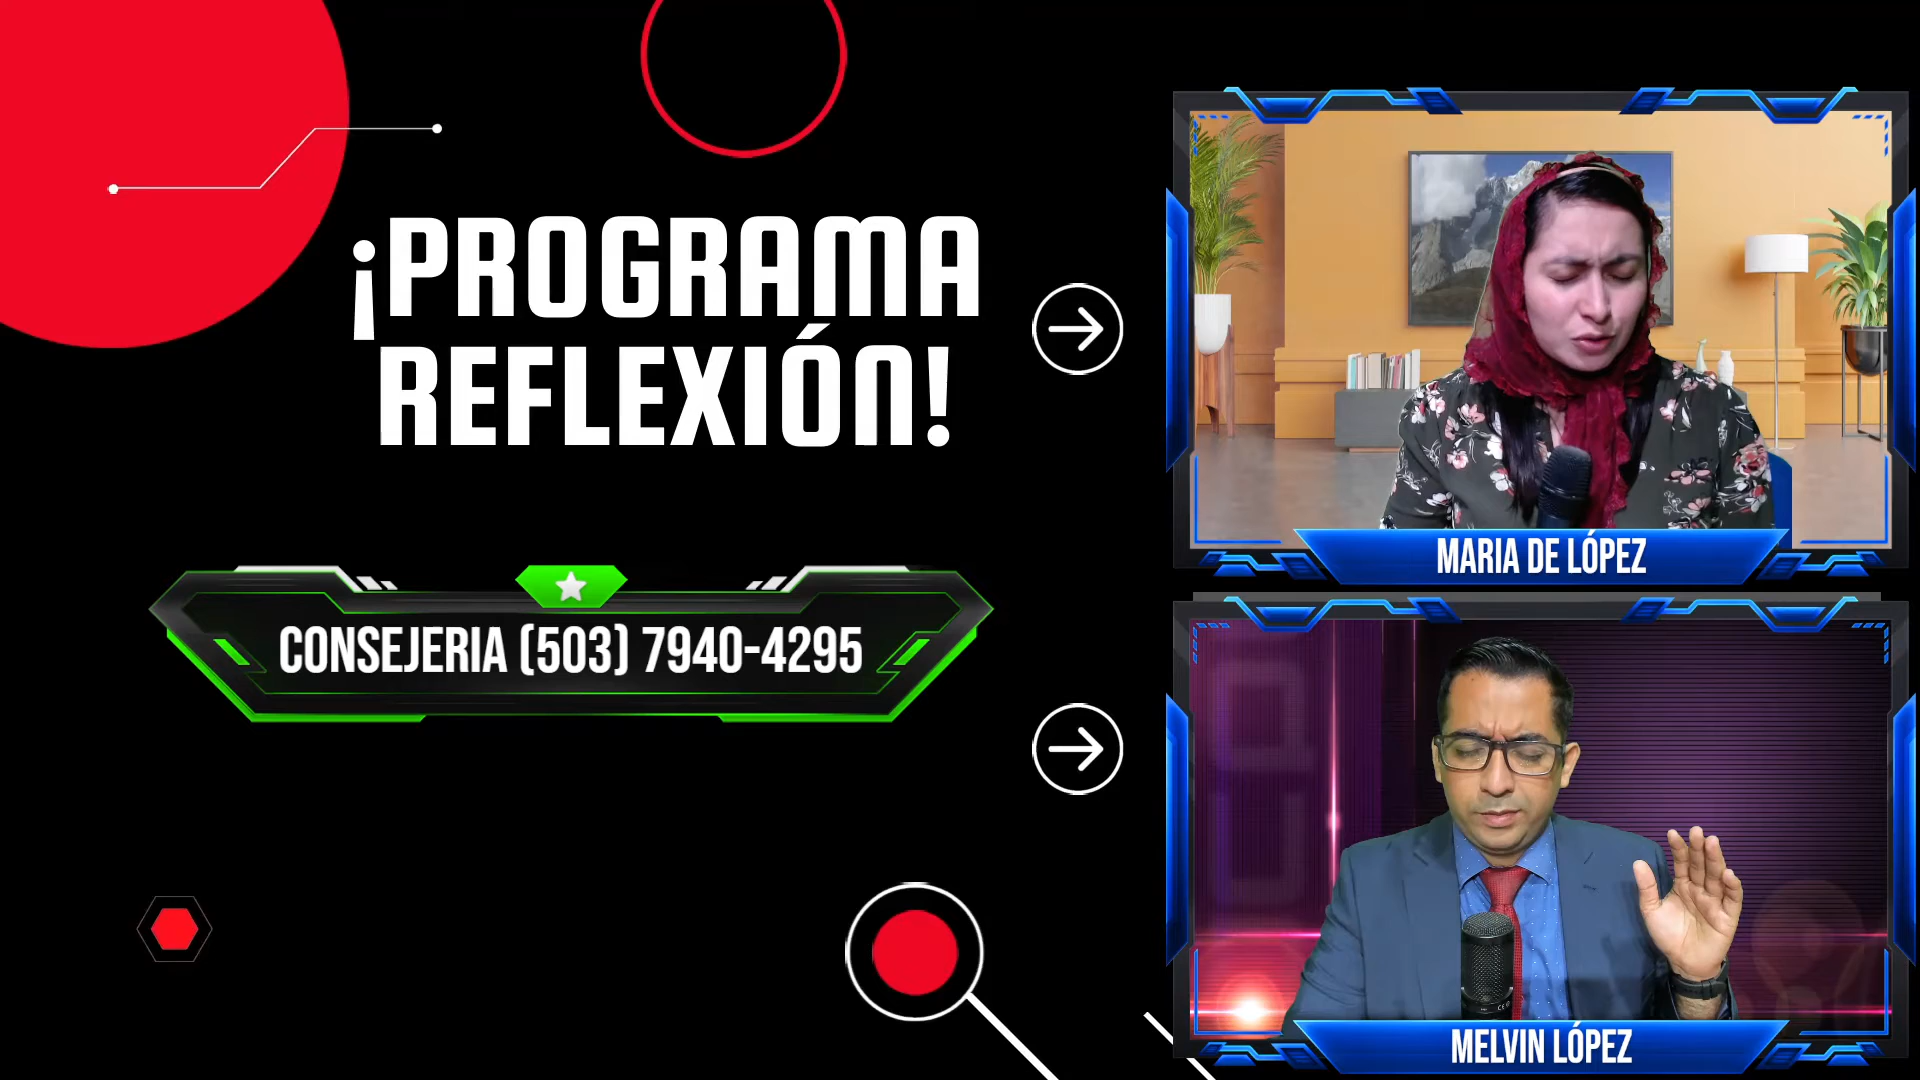 ¡PROGRAMA
REFLEXIÓN!
CONSEJERIA (503) 7940-4295
MARIA DE LÓPEZ
MELVIN LÓPEZ